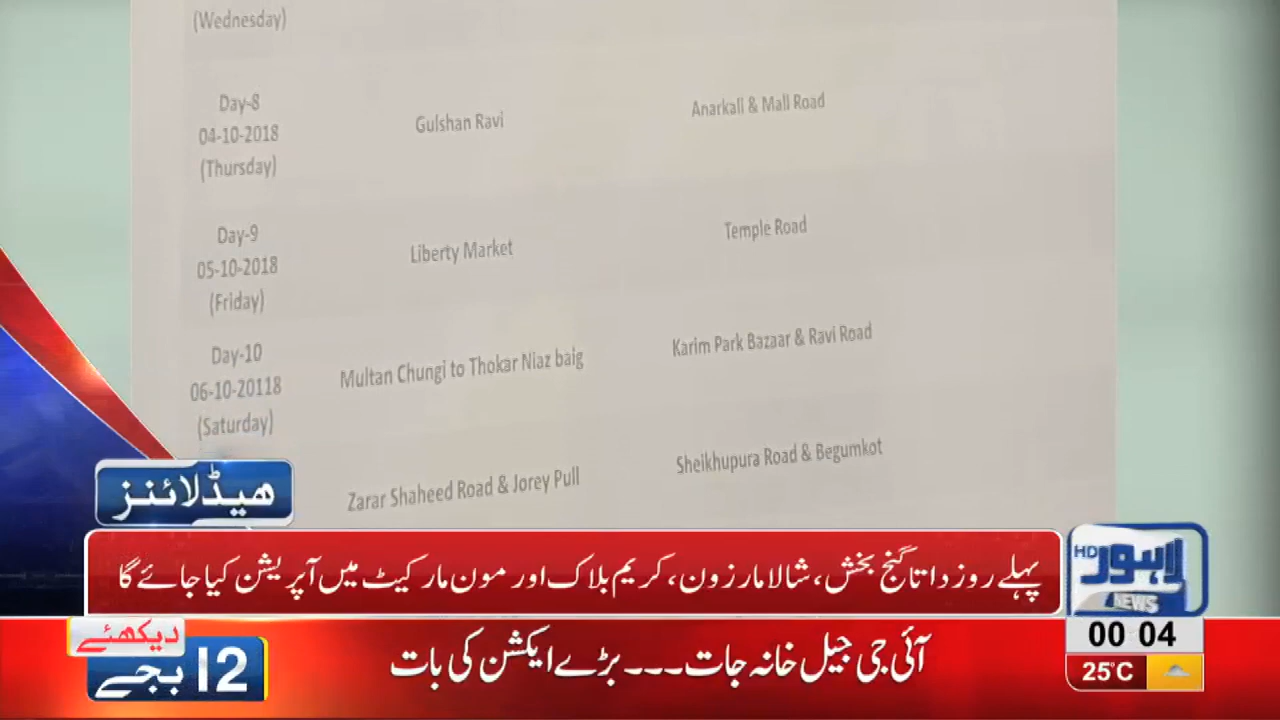 (Wednesday)
Day-8
04-10-2018
(Thursday)
Gulshan Ravi
Anarkali & Mall Road
Day-9
05-10-2018
(Friday)
Liberty Market
Temple Road
Day-10
06-10-20118
(Saturday)
Multan Chungi to Thokar Niaz baig
Karim Park Bazaar & Ravi Road
Zarar Shaheed Road & Jorey Pull
Sheikhupura Road & Begumkot
ہیڈلائنز
پہلے روز داتا گنج بخش، شالامار زون، کریم بلاک اور مون مارکیٹ میں آپریشن کیا جائے گا
HD لاہور
NEWS
00 04
25°C
دیکھئے
12 بجے
آئی جی جیل خانہ جات۔۔۔ بڑے ایکشن کی بات